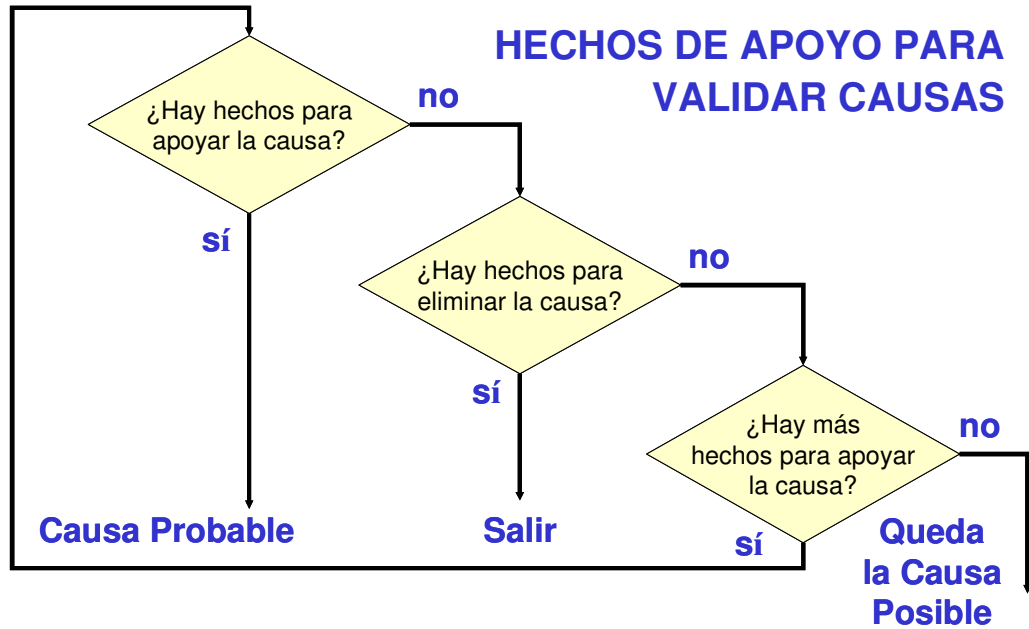 HECHOS DE APOYO PARA
VALIDAR CAUSAS
¿Hay hechos para
apoyar la causa?
no
sí
¿Hay hechos para
eliminar la causa?
no
sí
¿Hay más
hechos para apoyar
la causa?
no
sí
Causa Probable
Salir
Queda
la Causa
Posible